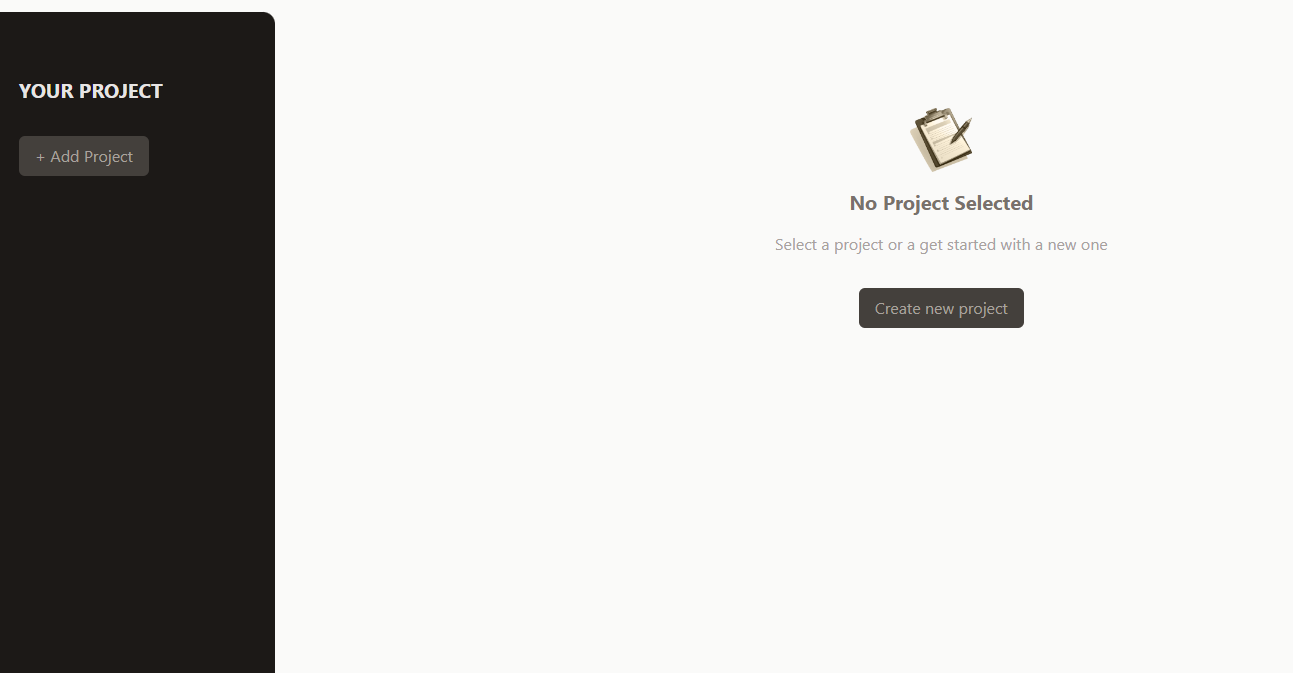 YOUR PROJECT
+ Add Project
No Project Selected
Select a project or a get started with a new one
Create new project